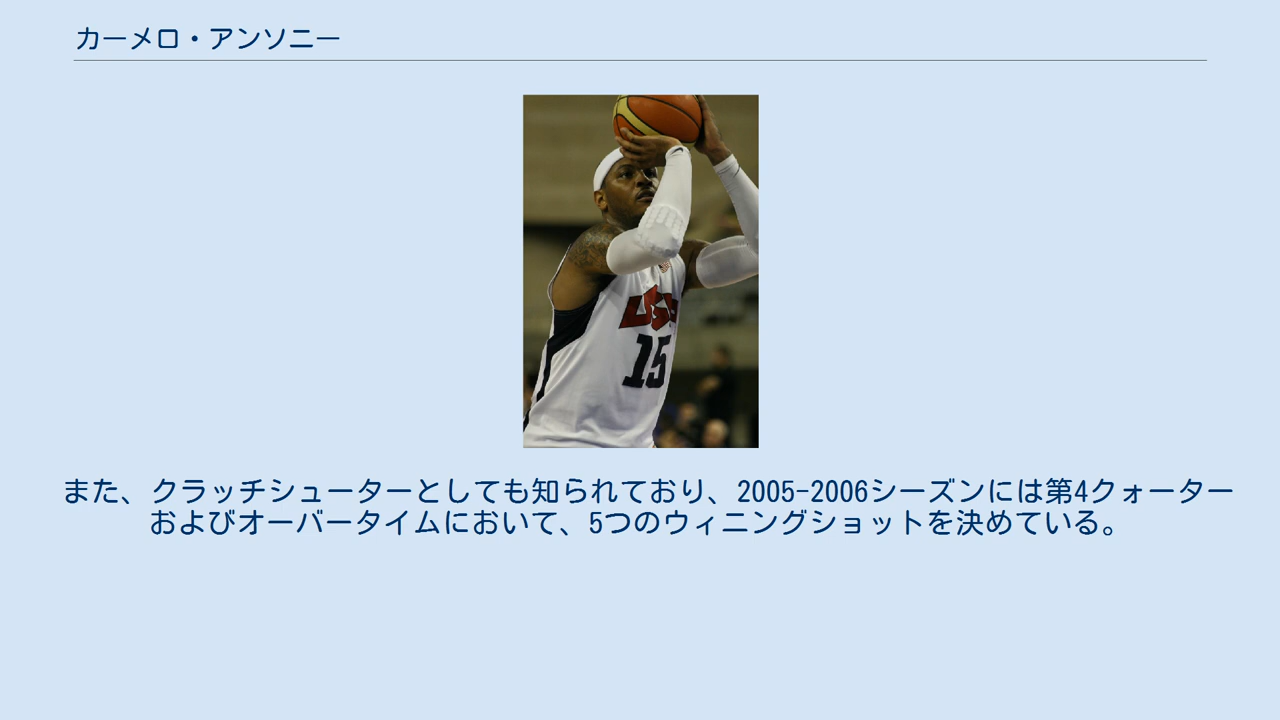 カーメロ・アンソニー
USA
15
また、クラッチシューターとしても知られており、2005-2006シーズンには第4クォーター
およびオーバータイムにおいて、5つのウィニングショットを決めている。